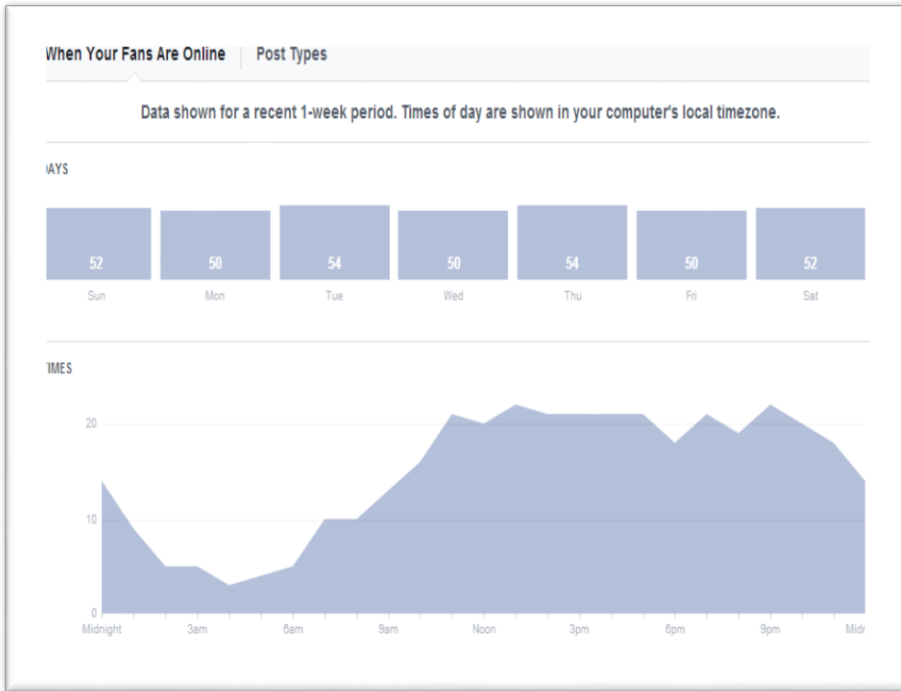 When Your Fans Are Online Post Types
Data shown for a recent 1-week period. Times of day are shown in your computer's local timezone.
AYS
52 50 54 50 54 50 52
Sun Mon Tue Wed Thu Fri Sat
IMES
20
10
0
Midnight 3am 6am 9am Noon 3pm 6pm 9pm Midr